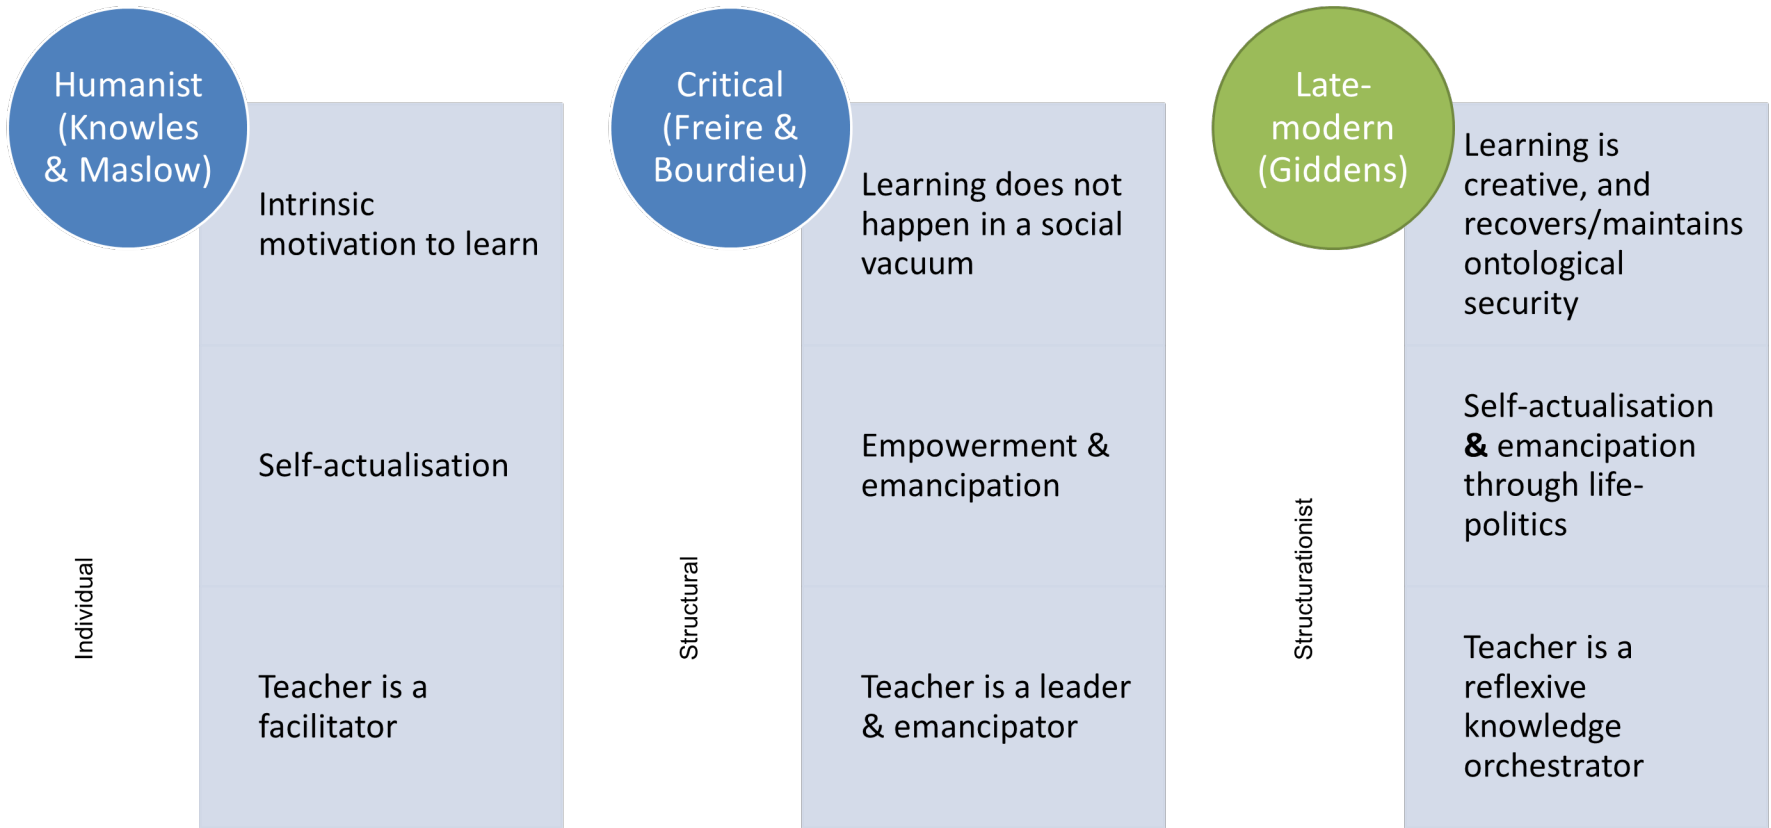 Humanist
(Knowles
& Maslow)
Intrinsic
motivation to learn
Self-actualisation
Teacher is a
facilitator
Individual
Critical
(Freire &
Bourdieu)
Learning does not
happen in a social
vacuum
Empowerment &
emancipation
Teacher is a leader
& emancipator
Structural
Late-
modern
(Giddens)
Learning is
creative, and
recovers/maintains
ontological
security
Self-actualisation
& emancipation
through life-
politics
Teacher is a
reflexive
knowledge
orchestrator
Structurationist